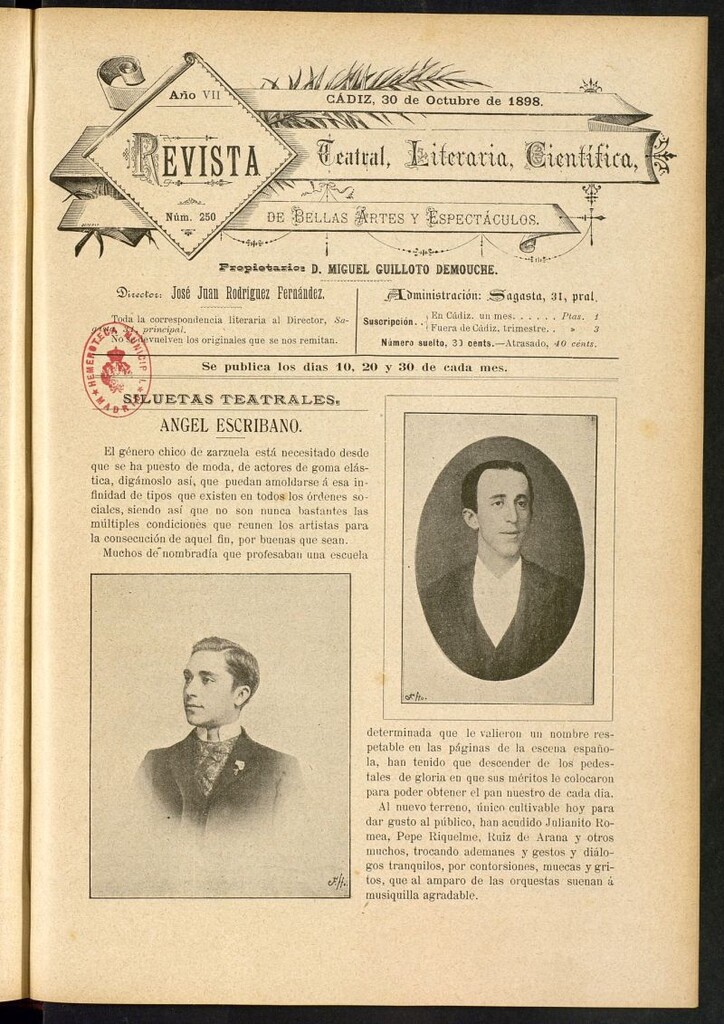 Año VII
CÁDIZ, 30 de Octubre de 1898.
REVISTA
Teatral, Literaria, Científica,
Núm. 250
DE BELLAS ARTES Y ESPECTÁCULOS.
Propietario: D. MIGUEL GUILLOTO DEMOUCHE.
Director: José Juan Rodríguez Fernández.
Toda la correspondencia literaria al Director, Sa-
principal.
No devuelven los originales que se nos remitan.
Administración: Sagasta, 31, pral.
Suscripción. . En Cádiz, un mes. . . . . . Ptas. 1
Fuera de Cádiz, trimestre. . » 3
Número suelto, 30 cents.—Atrasado, 40 cents.
HEMEROTECA MUNICIPAL
MADRID
Se publica los días 10, 20 y 30 de cada mes.
SILUETAS TEATRALES.
ANGEL ESCRIBANO.
El género chico de zarzuela está necesitado desde
que se ha puesto de moda, de actores de goma elás-
tica, digámoslo así, que puedan amoldarse á esa in-
finidad de tipos que existen en todos los órdenes so-
ciales, siendo así que no son nunca bastantes las
múltiples condiciones que reunen los artistas para
la consecución de aquel fin, por buenas que sean.
Muchos de nombradía que profesaban una escuela
determinada que le valieron un nombre res-
petable en las páginas de la escena españo-
la, han tenido que descender de los pedes-
tales de gloria en que sus méritos le colocaron
para poder obtener el pan nuestro de cada dia.
Al nuevo terreno, único cultivable hoy para
dar gusto al público, han acudido Julianito Ro-
mea, Pepe Riquelme, Ruiz de Arana y otros
muchos, trocando ademanes y gestos y diálo-
gos tranquilos, por contorsiones, muecas y gri-
tos, que al amparo de las orquestas suenan á
musiquilla agradable.